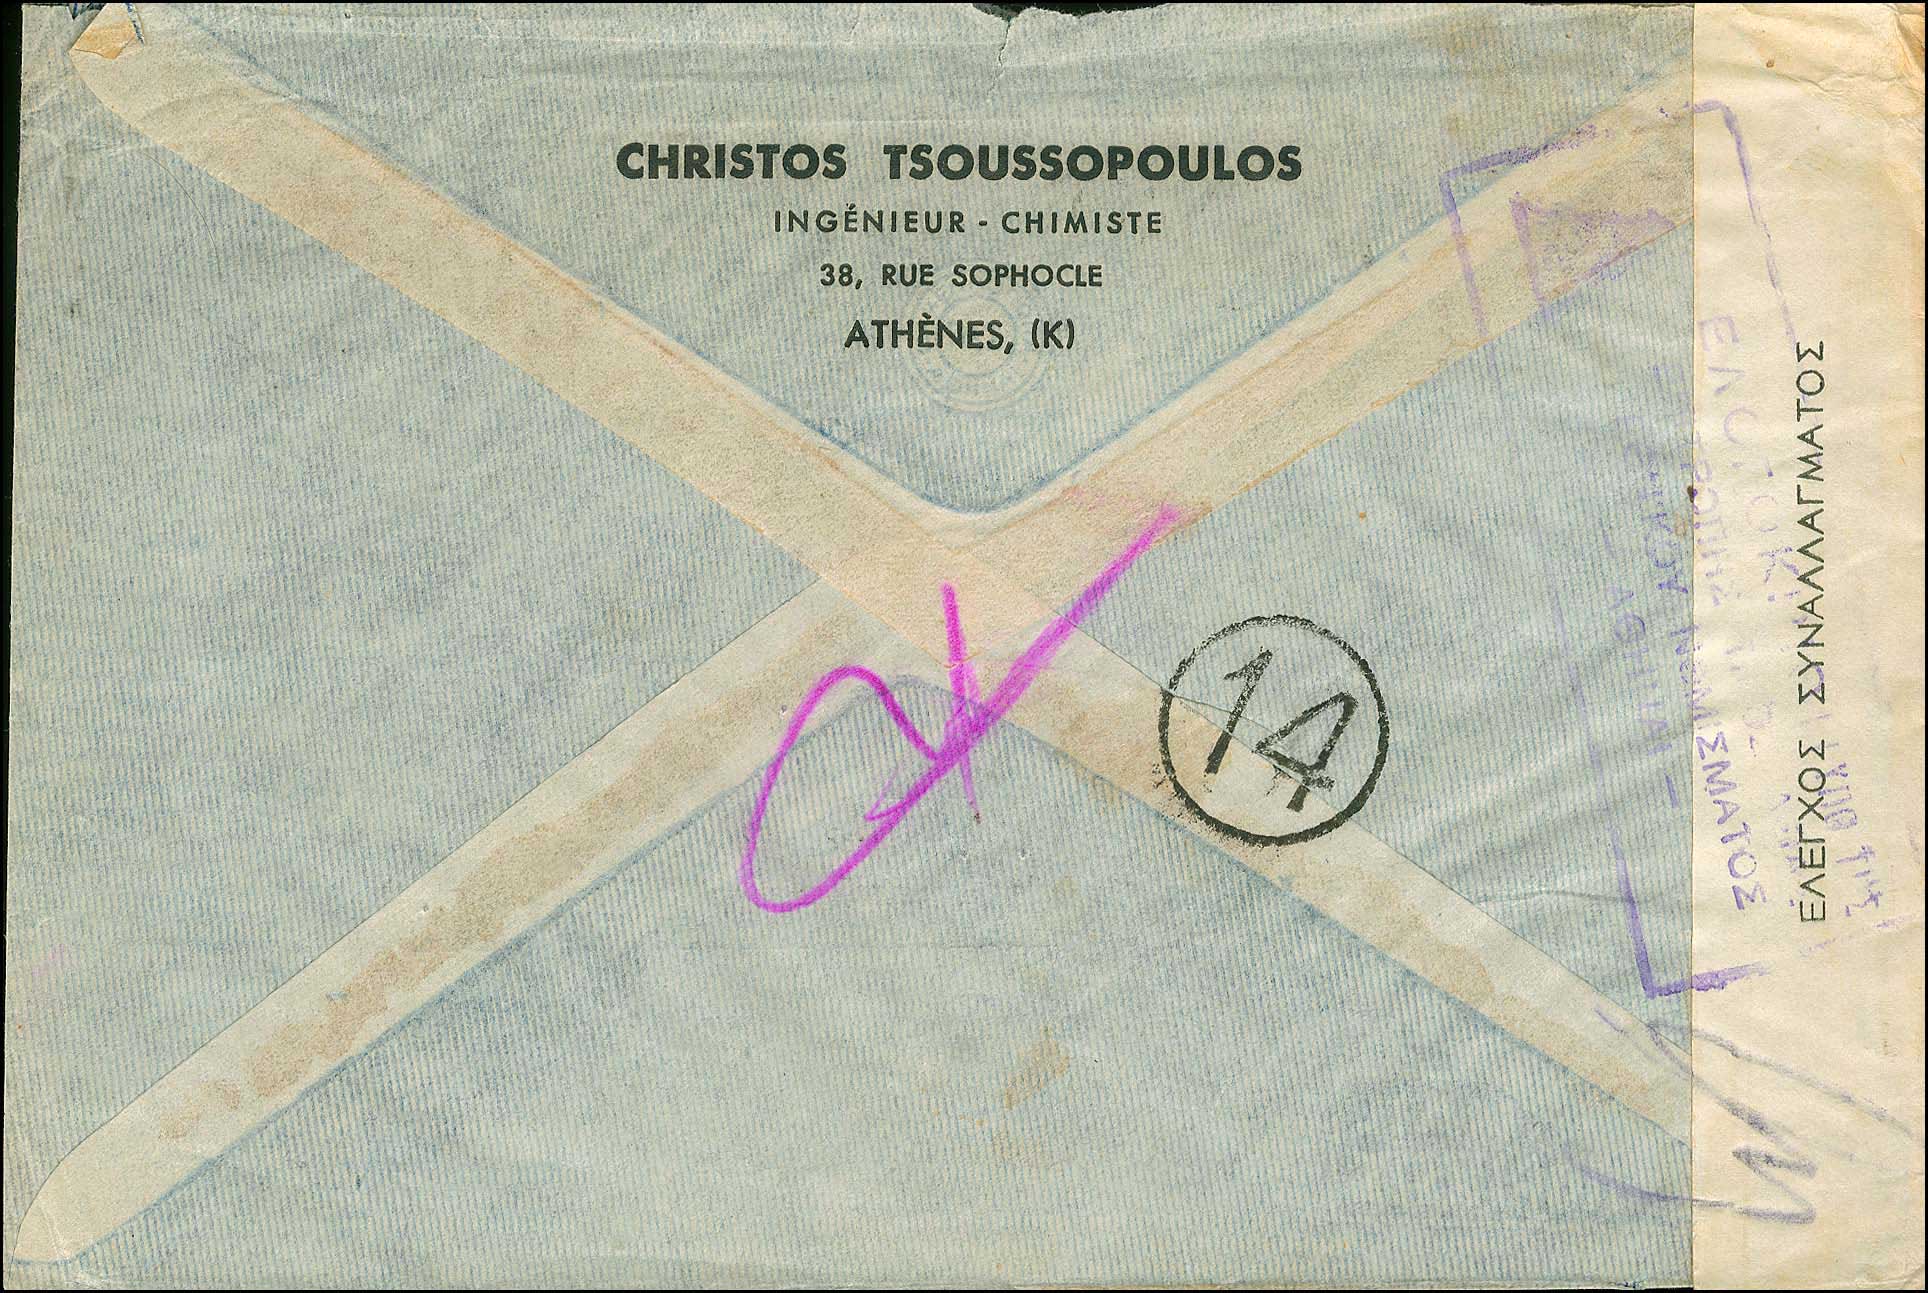 CHRISTOS TSOUSSOPOULOS
INGÉNIEUR - CHIMISTE
38, RUE SOPHOCLE
ATHÈNES, (K)
14
ΕΛΕΓΧΟΣ ΣΥΝΑΛΛΑΓΜΑΤΟΣ